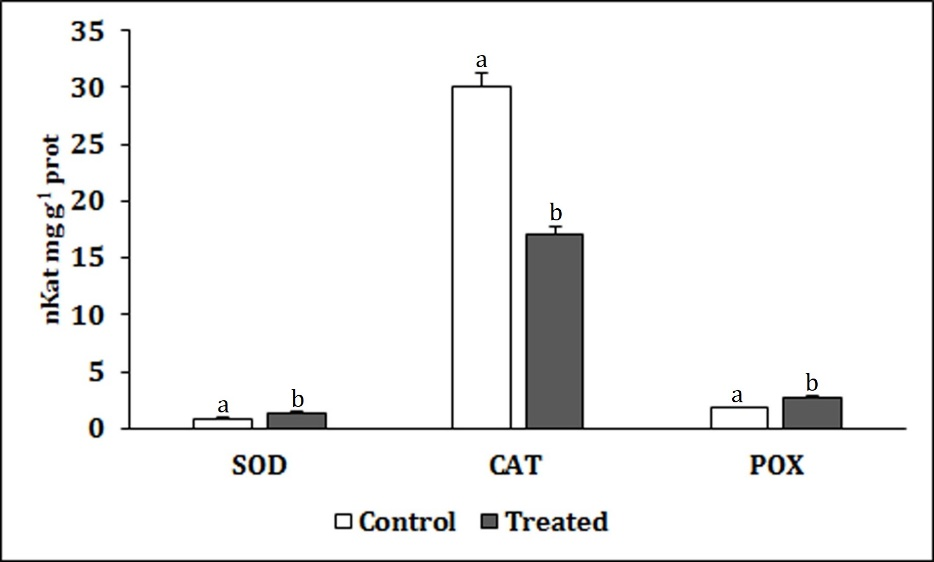 35
30
25
20
15
10
5
0
nKat mg g⁻¹ prot
a
b
a
b
a
b
SOD CAT POX
Control Treated